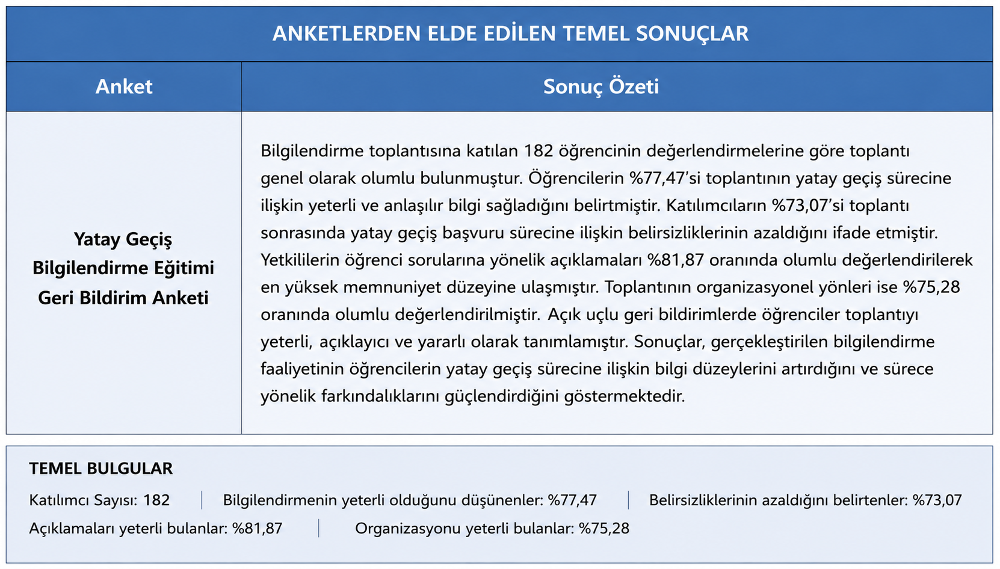 ANKETLERDEN ELDE EDİLEN TEMEL SONUÇLAR
Anket
Sonuç Özeti
Yatay Geçiş
Bilgilendirme Eğitimi
Geri Bildirim Anketi
Bilgilendirme toplantısına katılan 182 öğrencinin değerlendirmelerine göre toplantı
genel olarak olumlu bulunmuştur. Öğrencilerin %77,47’si toplantının yatay geçiş sürecine
ilişkin yeterli ve anlaşılır bilgi sağladığını belirtmiştir. Katılımcıların %73,07’si toplantı
sonrasında yatay geçiş başvuru sürecine ilişkin belirsizliklerinin azaldığını ifade etmiştir.
Yetkililerin öğrenci sorularına yönelik açıklamaları %81,87 oranında olumlu değerlendirilerek
en yüksek memnuniyet düzeyine ulaşmıştır. Toplantının organizasyonel yönleri ise %75,28
oranında olumlu değerlendirilmiştir. Açık uçlu geri bildirimlerde öğrenciler toplantıyı
yeterli, açıklayıcı ve yararlı olarak tanımlamıştır. Sonuçlar, gerçekleştirilen bilgilendirme
faaliyetinin öğrencilerin yatay geçiş sürecine ilişkin bilgi düzeylerini artırdığını ve sürece
yönelik farkındalıklarını güçlendirdiğini göstermektedir.
TEMEL BULGULAR
Katılımcı Sayısı: 182 | Bilgilendirmenin yeterli olduğunu düşünenler: %77,47 | Belirsizliklerinin azaldığını belirtenler: %73,07
Açıklamaları yeterli bulanlar: %81,87 | Organizasyonu yeterli bulanlar: %75,28